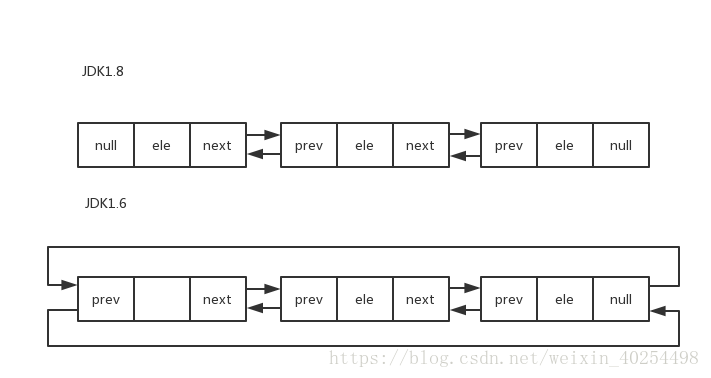 JDK1.8
null ele next prev ele next prev ele null
JDK1.6
prev next prev ele next prev ele null
https://blog.csdn.net/weixin_40254498